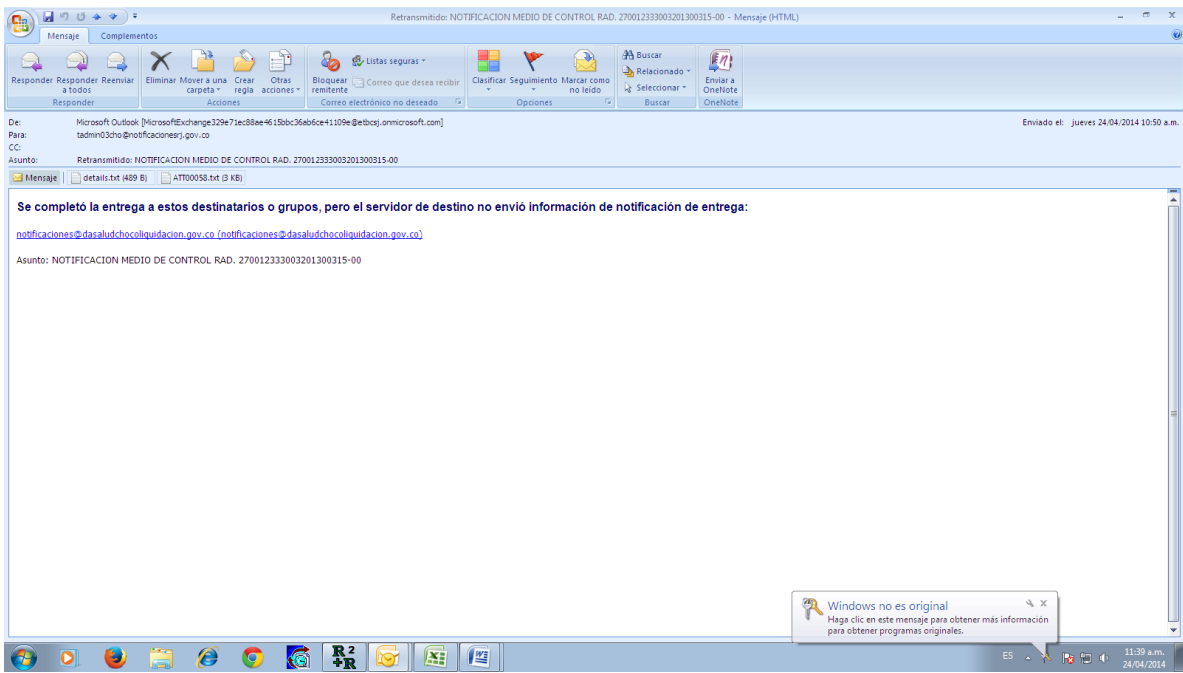 Retransmitido: NOTIFICACION MEDIO DE CONTROL RAD. 270012333003201300315-00 - Mensaje (HTML)
Mensaje Complementos
Responder Responder a todos Reenviar
Eliminar Mover a una carpeta Crear regla Otras acciones
Bloquear remitente Listas seguras Correo que desea recibir
Clasificar Seguimiento Marcar como no leído
Buscar Relacionado Seleccionar
Enviar a OneNote
Responder Acciones Correo electrónico no deseado Opciones Buscar OneNote
De: Microsoft Outlook [MicrosoftExchange329e71ec88ae4615bbc36ab6ce41109e@etbcsj.onmicrosoft.com] Enviado el: jueves 24/04/2014 10:50 a.m.
Para: tadmin03cho@notificacionesrj.gov.co
CC:
Asunto: Retransmitido: NOTIFICACION MEDIO DE CONTROL RAD. 270012333003201300315-00
Mensaje details.txt (489 B) ATT00058.txt (3 KB)
Se completó la entrega a estos destinatarios o grupos, pero el servidor de destino no envió información de notificación de entrega:
notificaciones@dasaludchocoliquidacion.gov.co (notificaciones@dasaludchocoliquidacion.gov.co)
Asunto: NOTIFICACION MEDIO DE CONTROL RAD. 270012333003201300315-00
Windows no es original
Haga clic en este mensaje para obtener más información
para obtener programas originales.
R2
+R
ES 11:39 a.m.
24/04/2014